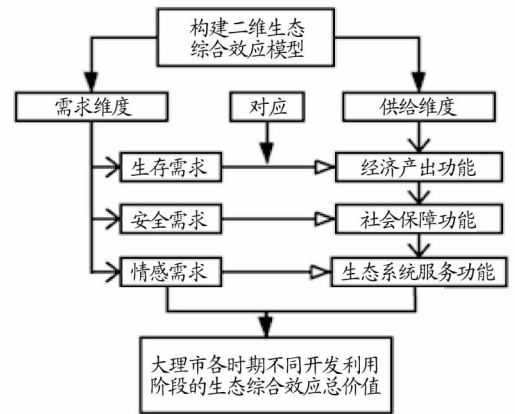 构建二维生态
综合效应模型
需求维度
对应
供给维度
生存需求
经济产出功能
安全需求
社会保障功能
情感需求
生态系统服务功能
大理市各时期不同开发利用
阶段的生态综合效应总价值